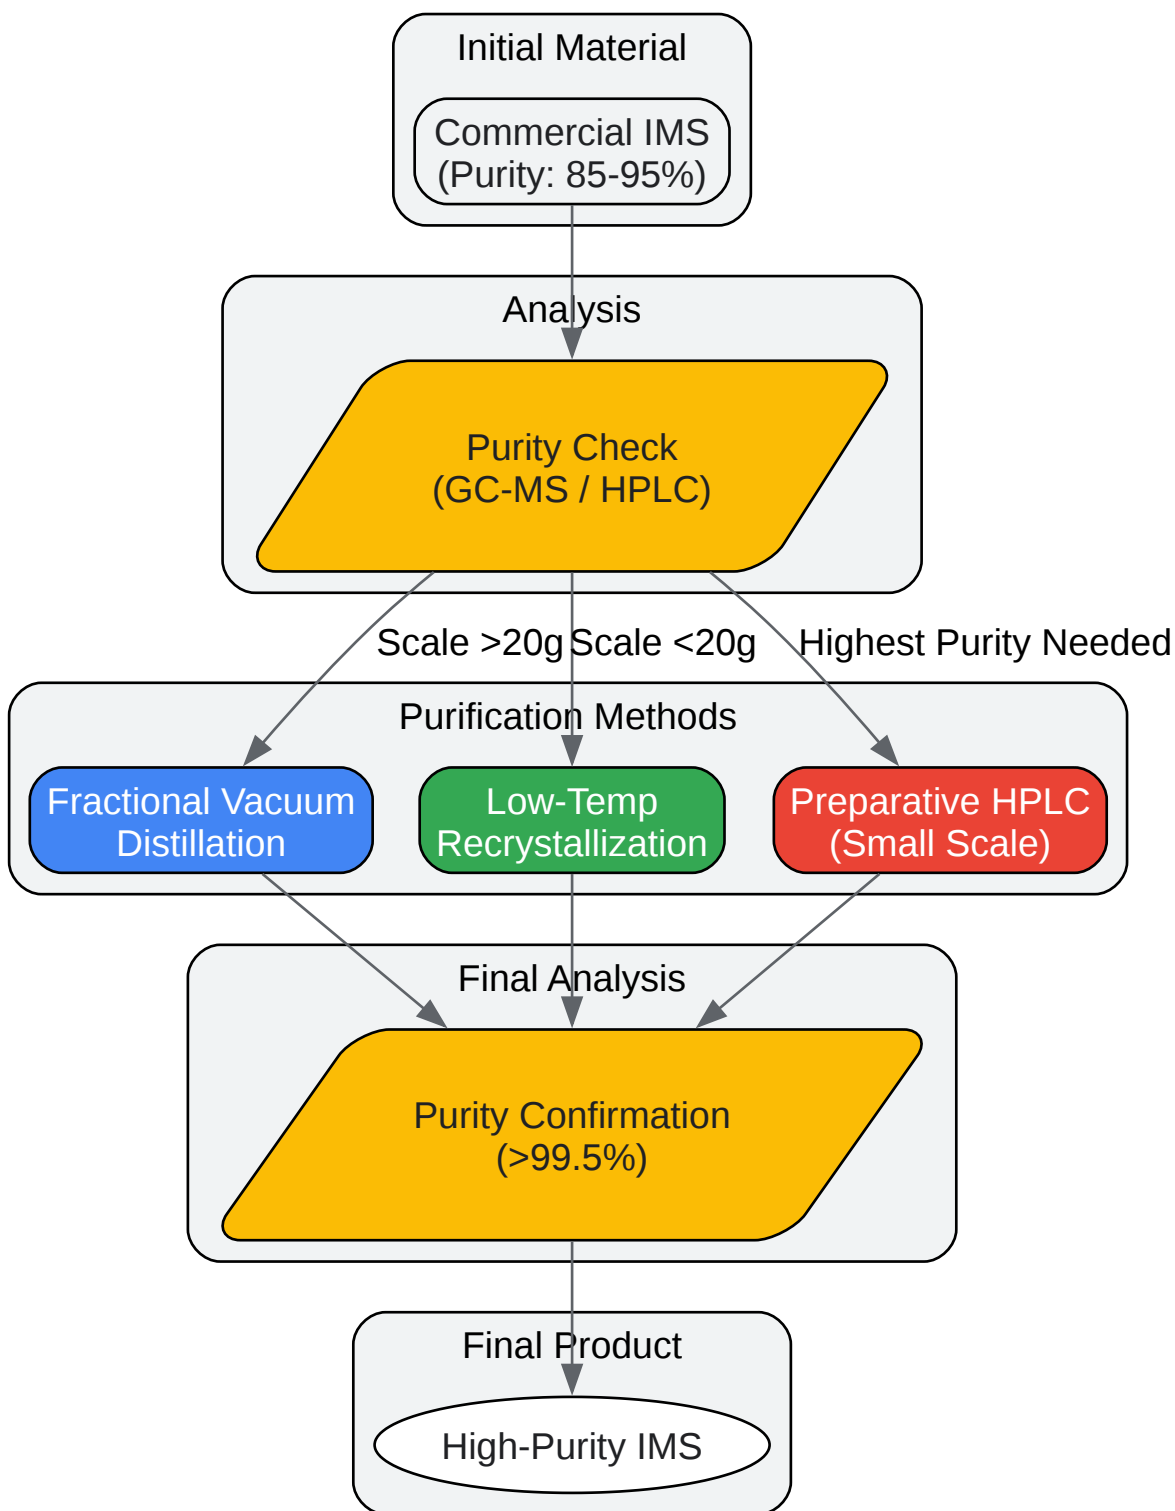 Initial Material
Commercial IMS
(Purity: 85-95%)
Analysis
Purity Check
(GC-MS / HPLC)
Scale >20g
Scale <20g
Highest Purity Needed
Purification Methods
Fractional Vacuum
Distillation
Low-Temp
Recrystallization
Preparative HPLC
(Small Scale)
Final Analysis
Purity Confirmation
(>99.5%)
Final Product
High-Purity IMS